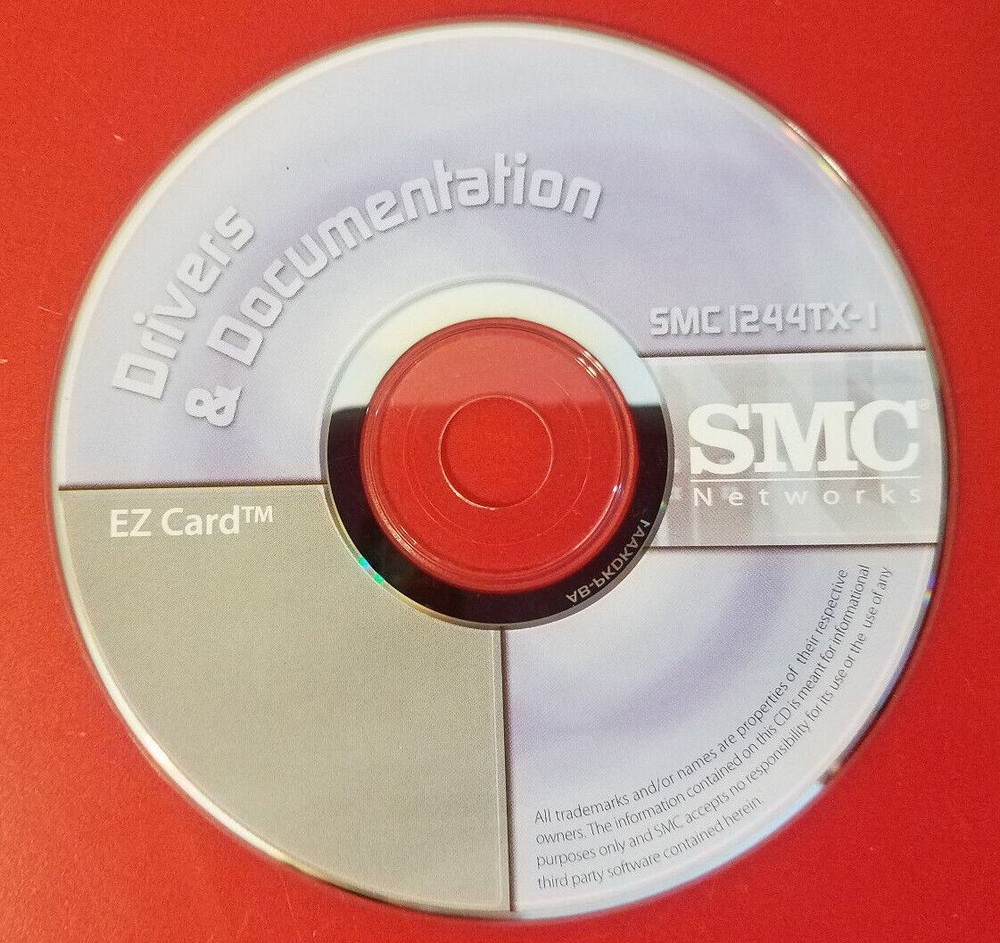 Drivers
& Documentation
SMC1244TX-1
SMC®
Networks
EZ Card™
AB-PKDKAA1
All trademarks and/or names are properties of their respective
owners. The information contained on this CD is meant for informational
purposes only and SMC accepts no responsibility for its use or the use of any
third party software contained herein.